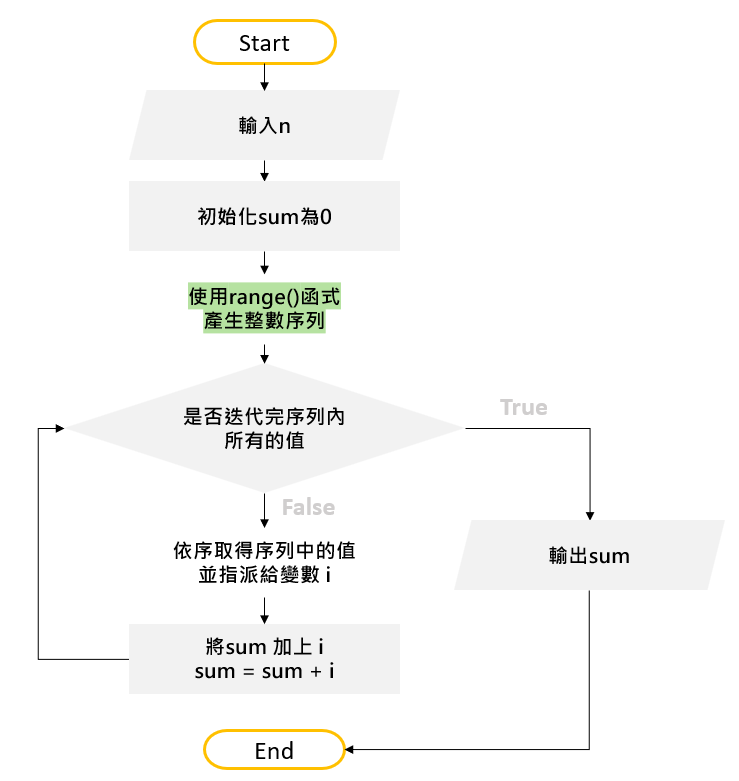 Start
輸入n
初始化sum為0
使用range()函式
產生整數序列
是否迭代完序列內
所有的值
True
False
依序取得序列中的值
並指派給變數 i
輸出sum
將sum 加上 i
sum = sum + i
End